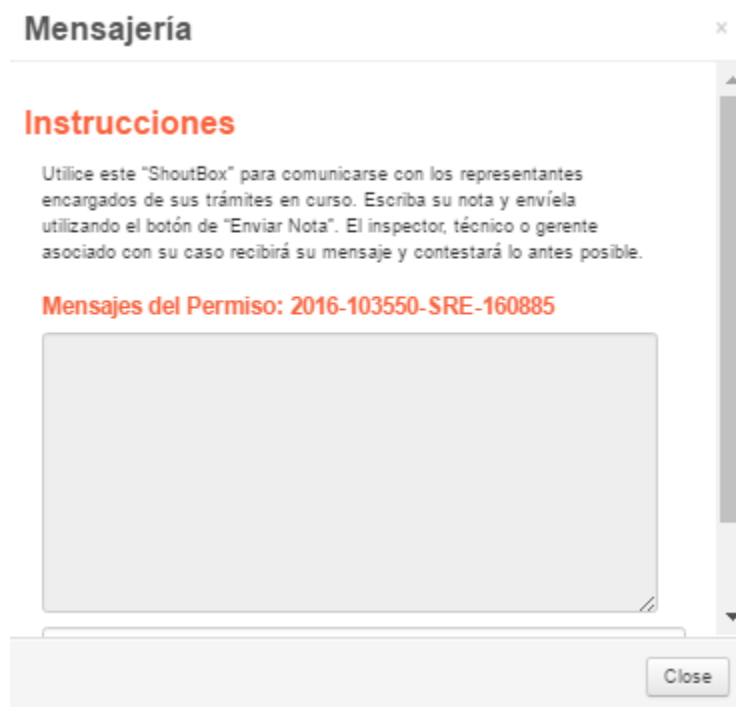 Mensajería
×
Instrucciones
Utilice este "ShoutBox" para comunicarse con los representantes
encargados de sus trámites en curso. Escriba su nota y envíela
utilizando el botón de "Enviar Nota". El inspector, técnico o gerente
asociado con su caso recibirá su mensaje y contestará lo antes posible.
Mensajes del Permiso: 2016-103550-SRE-160885
Close